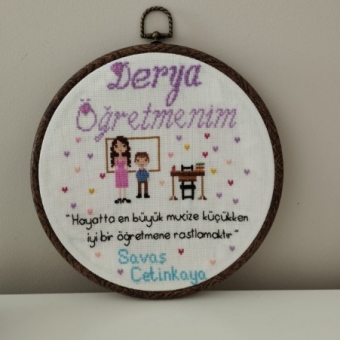 Derya
Öğretmenim
"Hayatta en büyük mucize küçükken
iyi bir öğretmene rastlamaktır"
Savaş
Çetinkaya